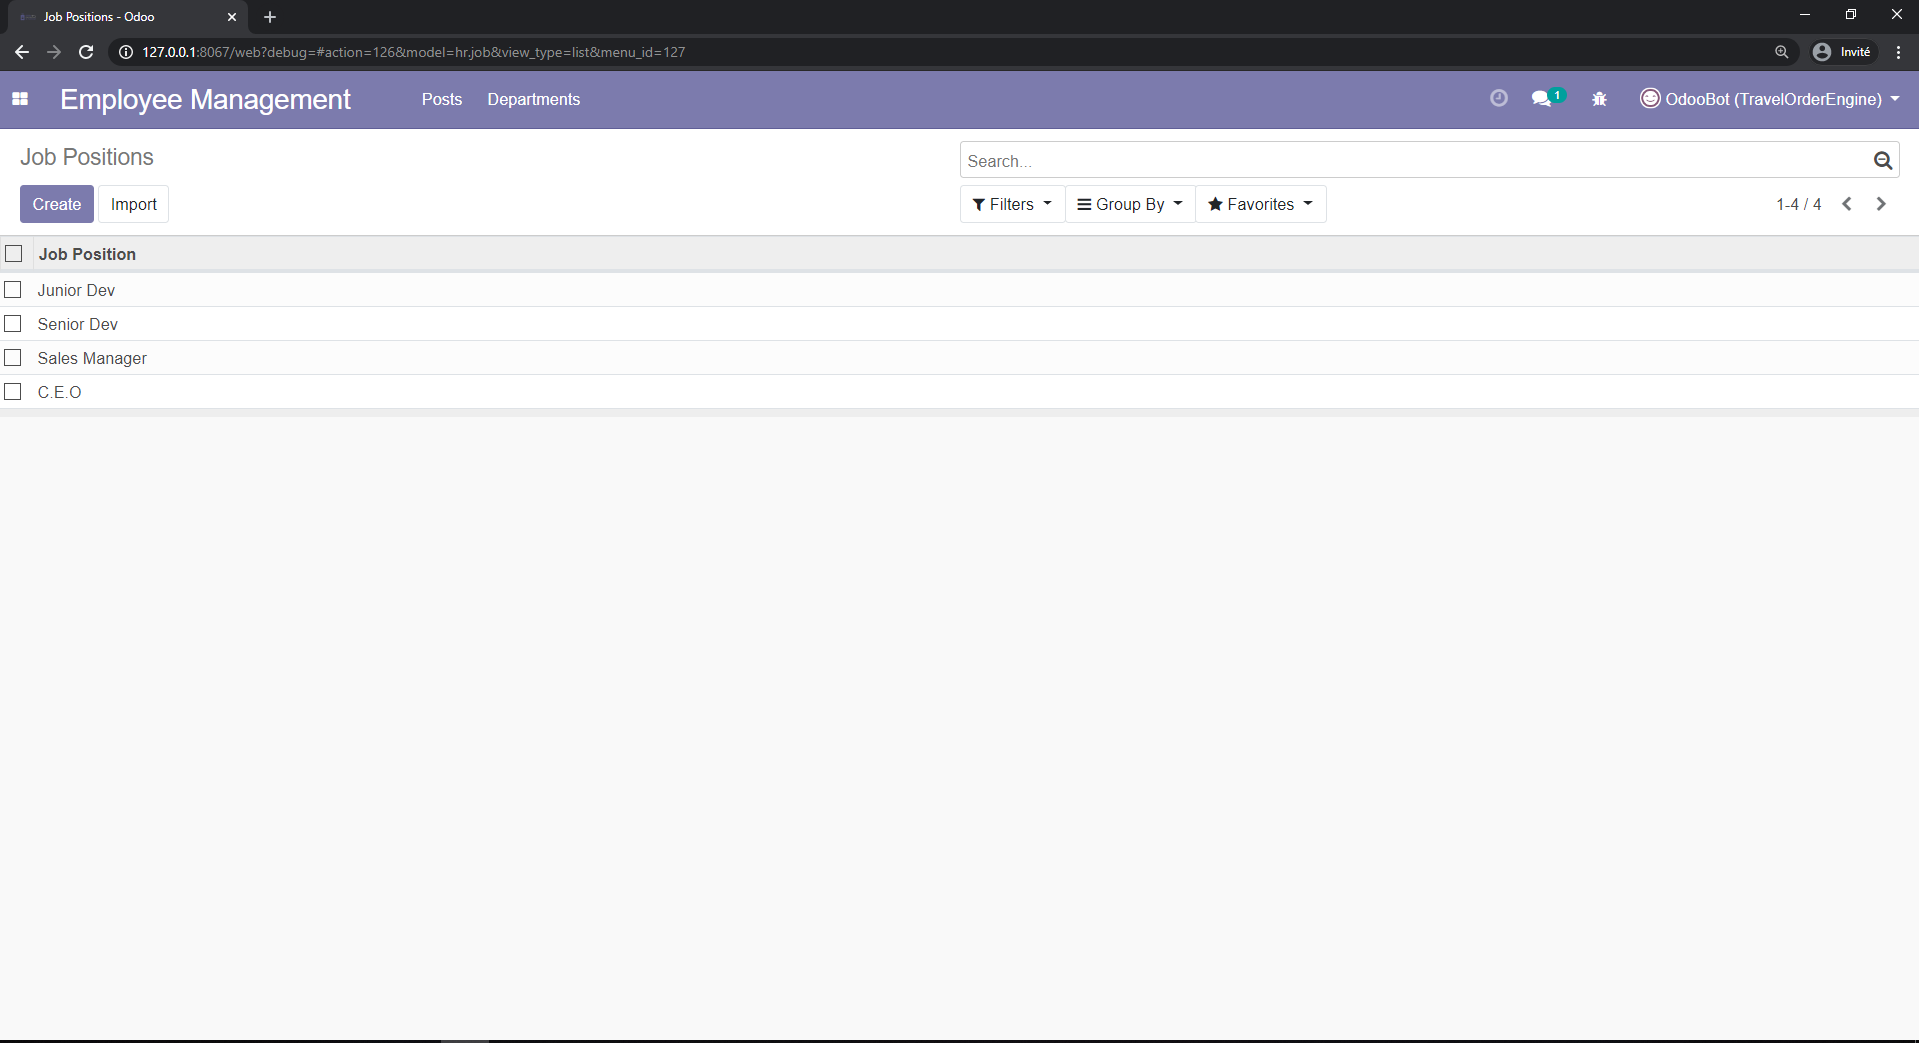 Job Positions - Odoo
127.0.0.1:8067/web?debug=#action=126&model=hr.job&view_type=list&menu_id=127
Invité
Employee Management
Posts
Departments
1
OdooBot (TravelOrderEngine)
Job Positions
Search...
Create
Import
Filters
Group By
Favorites
1-4 / 4
Job Position
Junior Dev
Senior Dev
Sales Manager
C.E.O